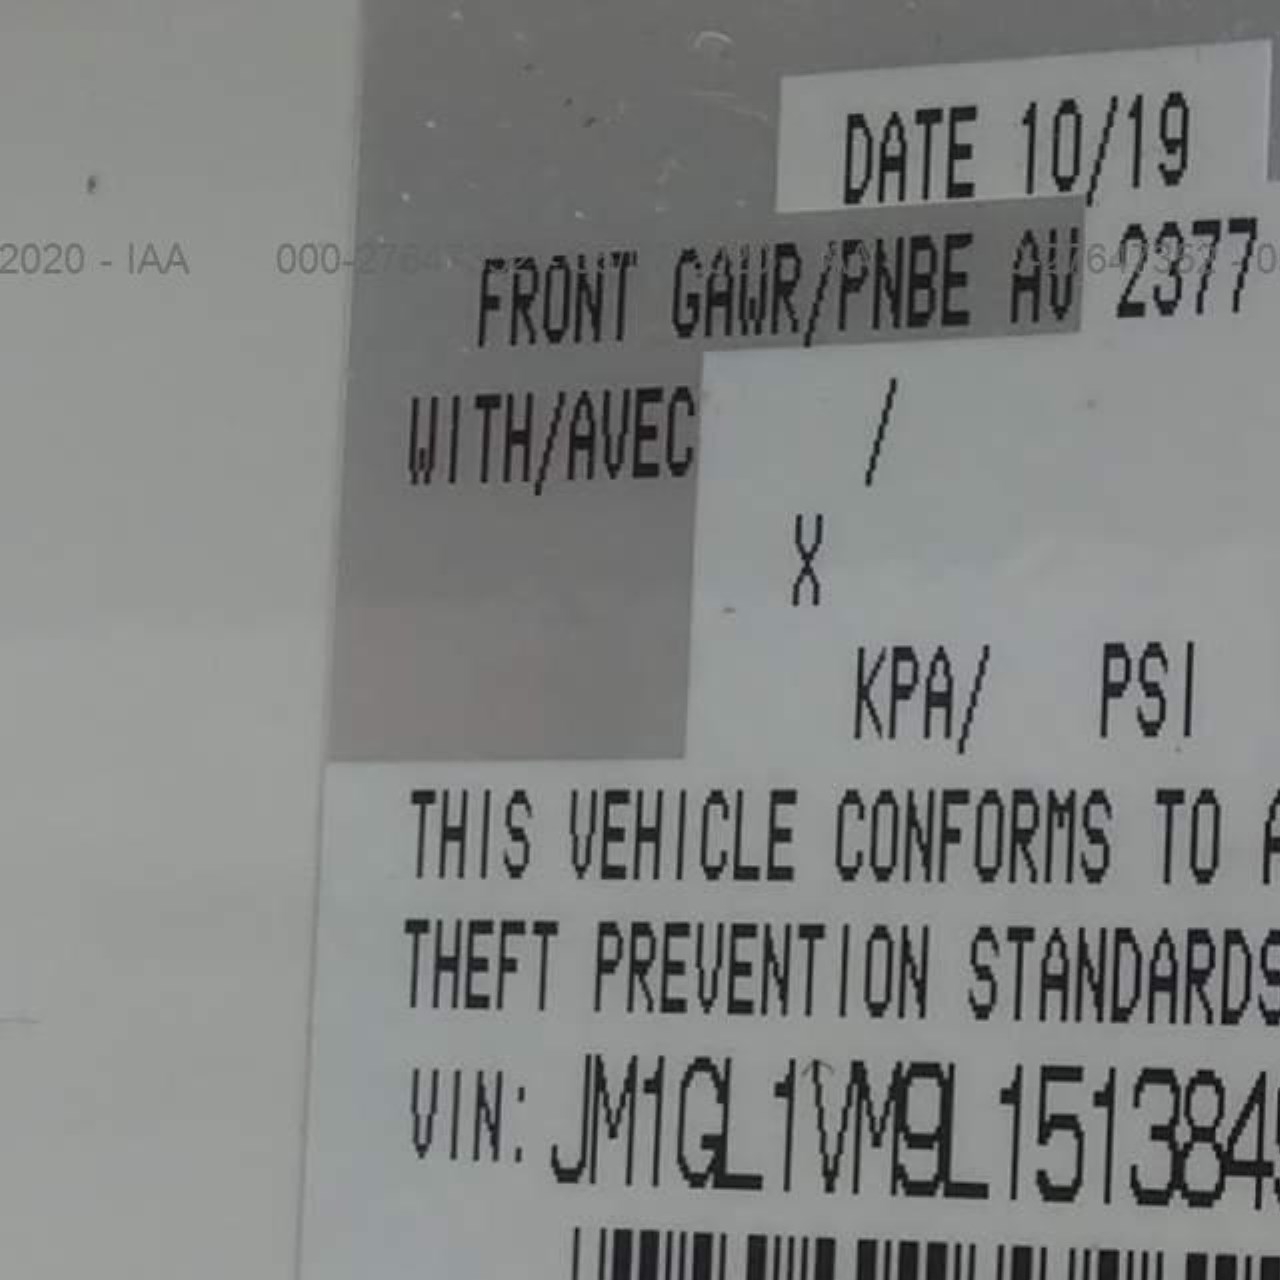 DATE 10/19
2020 - IAA
FRONT GAWR/PNBE AV 2377
WITH/AVEC /
X
KPA/ PSI
THIS VEHICLE CONFORMS TO
THEFT PREVENTION STANDARDS
VIN: JM1GL1VM9L151384